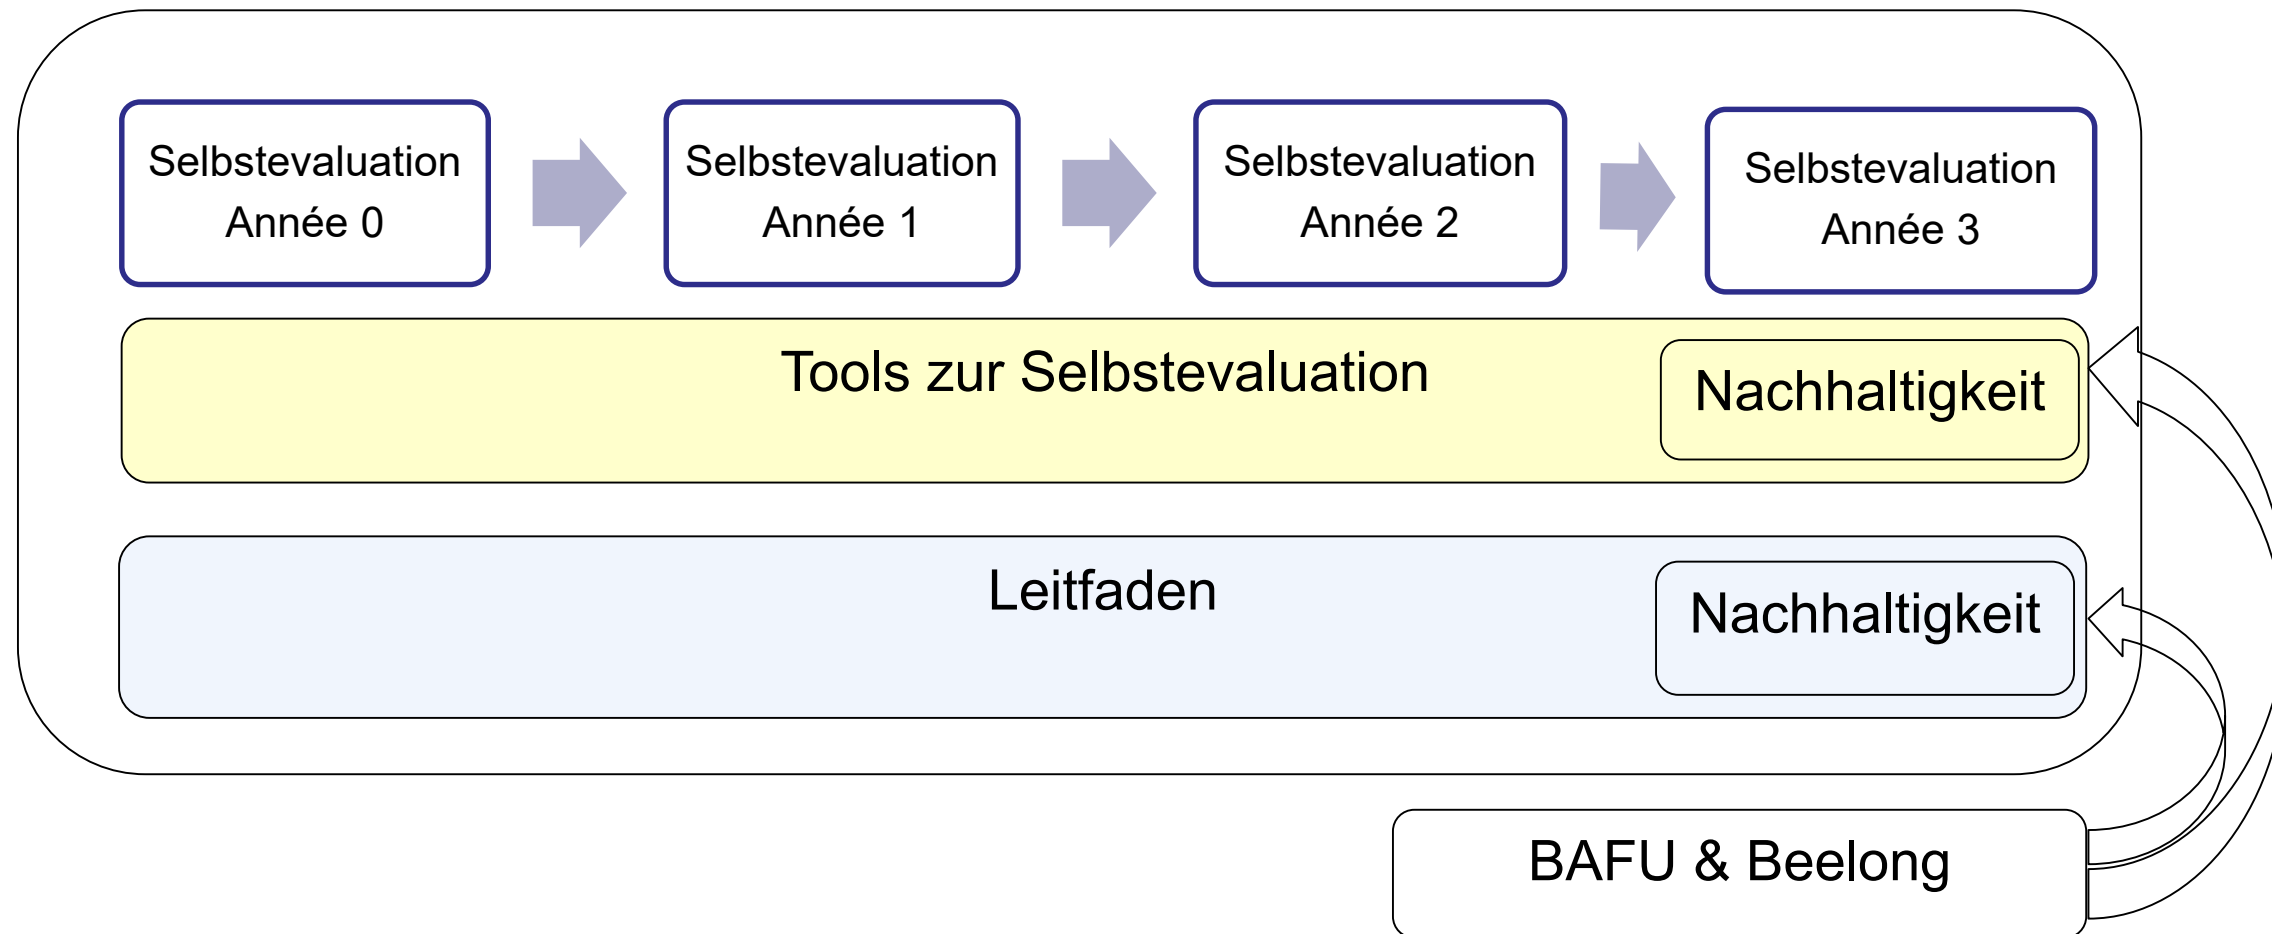 Selbstevaluation
Année 0
Selbstevaluation
Année 1
Selbstevaluation
Année 2
Selbstevaluation
Année 3
Tools zur Selbstevaluation
Nachhaltigkeit
Leitfaden
Nachhaltigkeit
BAFU & Beelong